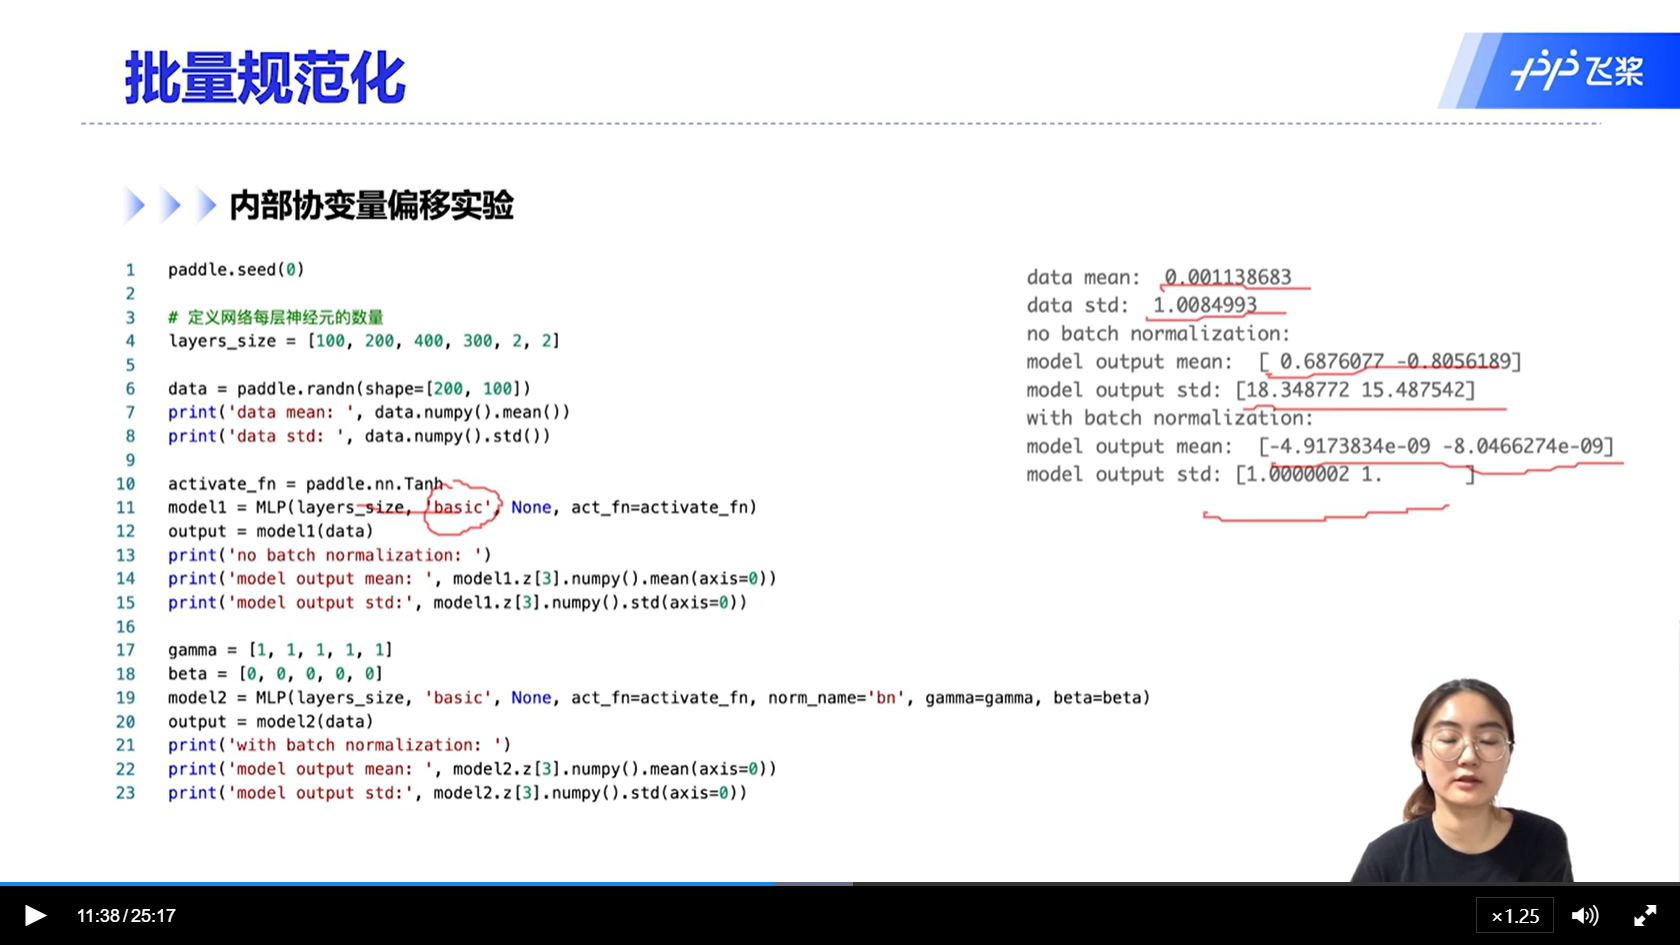 批量规范化
飞桨
内部协变量偏移实验
1 paddle.seed(0)
2
3 # 定义网络每层神经元的数量
4 layers_size = [100, 200, 400, 300, 2, 2]
5
6 data = paddle.randn(shape=[200, 100])
7 print('data mean: ', data.numpy().mean())
8 print('data std: ', data.numpy().std())
9
10 activate_fn = paddle.nn.Tanh
11 model1 = MLP(layers_size, 'basic', None, act_fn=activate_fn)
12 output = model1(data)
13 print('no batch normalization: ')
14 print('model output mean: ', model1.z[3].numpy().mean(axis=0))
15 print('model output std:', model1.z[3].numpy().std(axis=0))
16
17 gamma = [1, 1, 1, 1, 1]
18 beta = [0, 0, 0, 0, 0]
19 model2 = MLP(layers_size, 'basic', None, act_fn=activate_fn, norm_name='bn', gamma=gamma, beta=beta)
20 output = model2(data)
21 print('with batch normalization: ')
22 print('model output mean: ', model2.z[3].numpy().mean(axis=0))
23 print('model output std:', model2.z[3].numpy().std(axis=0))
data mean: 0.001138683
data std: 1.0084993
no batch normalization:
model output mean: [ 0.6876077 -0.8056189]
model output std: [18.348772 15.487542]
with batch normalization:
model output mean: [-4.9173834e-09 -8.0466274e-09]
model output std: [1.0000002 1. ]
11:38/25:17
×1.25